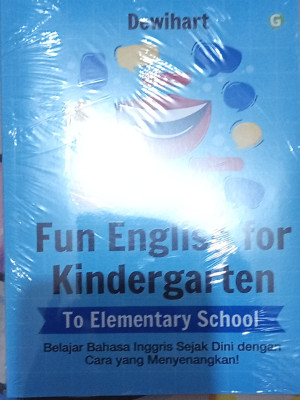 Dewihart
G
Fun English for
Kindergarten
To Elementary School
Belajar Bahasa Inggris Sejak Dini dengan
Cara yang Menyenangkan!